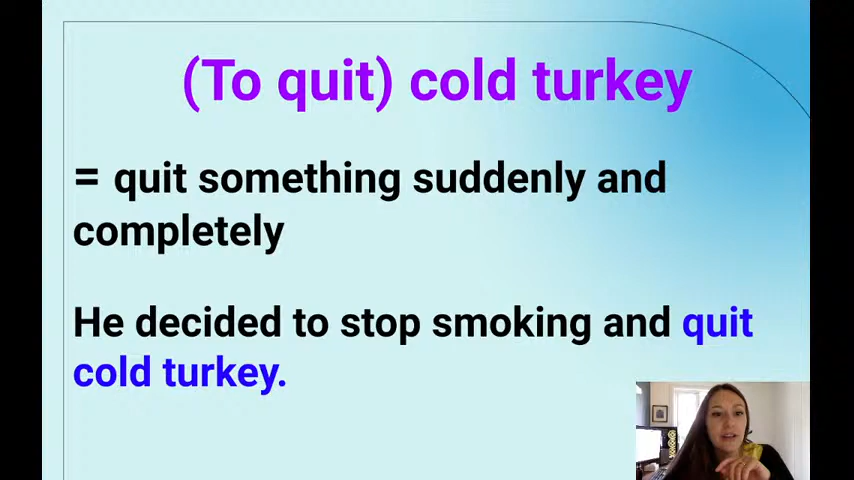 (To quit) cold turkey
= quit something suddenly and
completely
He decided to stop smoking and quit
cold turkey.